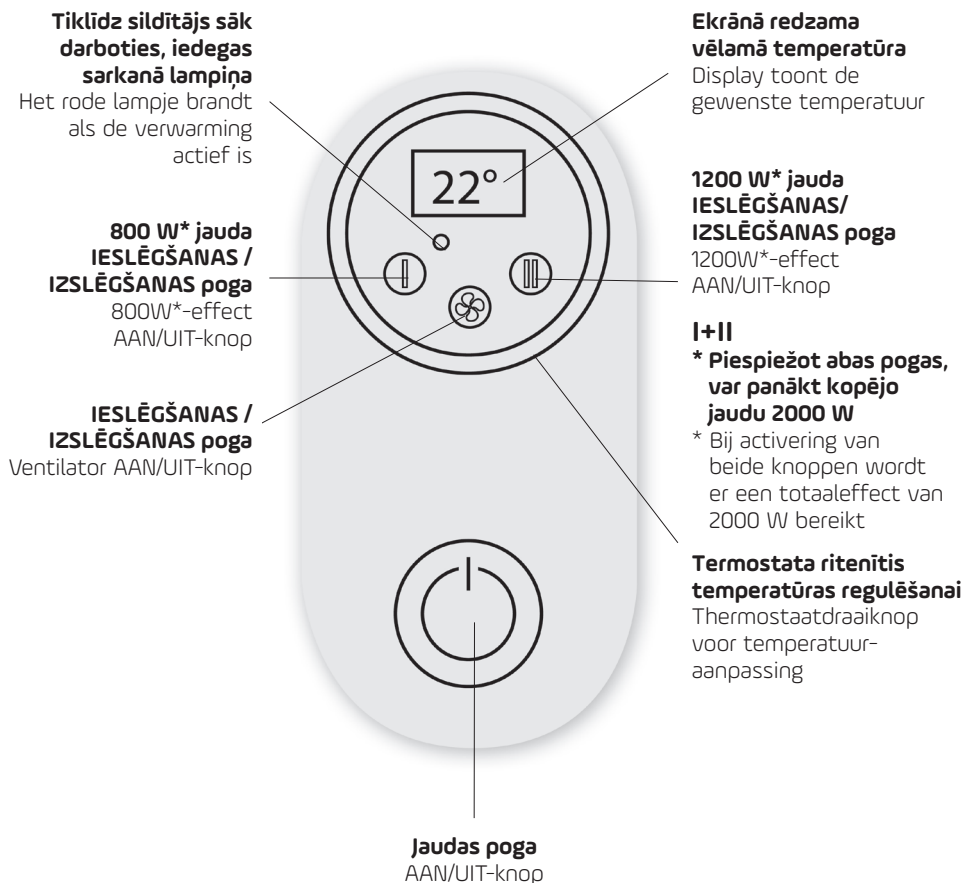 Tiklīdz sildītājs sāk
darboties, iedegas
sarkanā lampiņa
Het rode lampje brandt
als de verwarming
actief is
800 W* jauda
IESLĒGŠANAS /
IZSLĒGŠANAS poga
800W*-effect
AAN/UIT-knop
IESLĒGŠANAS /
IZSLĒGŠANAS poga
Ventilator AAN/UIT-knop
22°
I
II
Ekrānā redzama
vēlamā temperatūra
Display toont de
gewenste temperatuur
1200 W* jauda
IESLĒGŠANAS/
IZSLĒGŠANAS poga
1200W*-effect
AAN/UIT-knop
I+II
* Piespiežot abas pogas,
var panākt kopējo
jaudu 2000 W
* Bij activering van
beide knoppen wordt
er een totaaleffect van
2000 W bereikt
Termostata ritenītis
temperatūras regulēšanai
Thermostaatdraaiknop
voor temperatuur-
aanpassing
Jaudas poga
AAN/UIT-knop